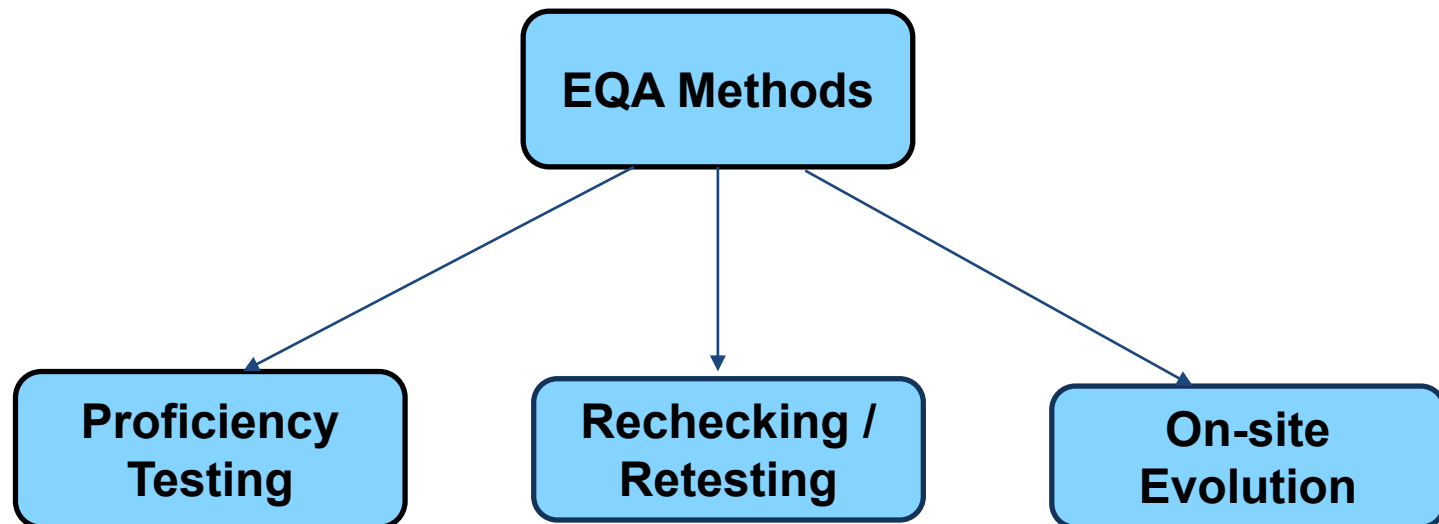 EQA Methods
Proficiency
Testing
Rechecking /
Retesting
On-site
Evolution